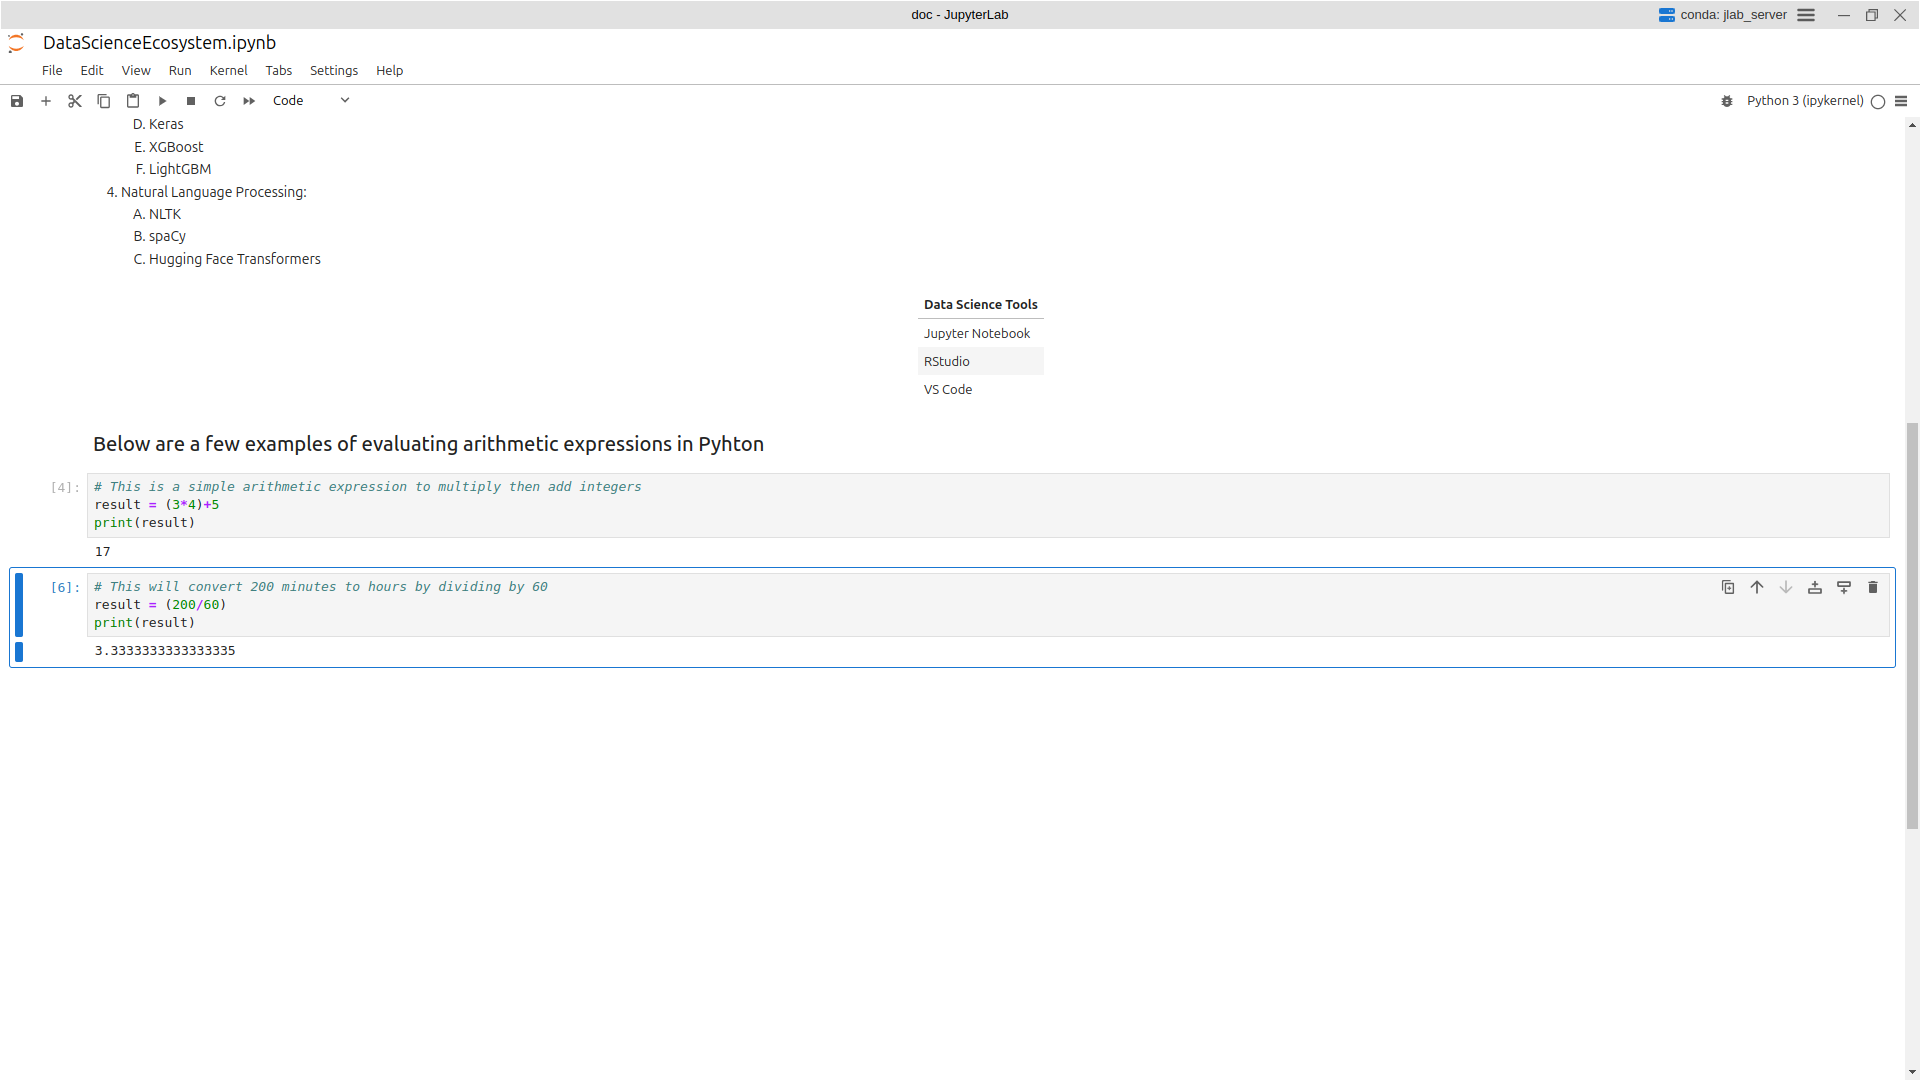 doc - JupyterLab
conda: jlab_server
DataScienceEcosystem.ipynb
File Edit View Run Kernel Tabs Settings Help
Code
Python 3 (ipykernel)
D. Keras
E. XGBoost
F. LightGBM
4. Natural Language Processing:
A. NLTK
B. spaCy
C. Hugging Face Transformers
Data Science Tools
Jupyter Notebook
RStudio
VS Code
Below are a few examples of evaluating arithmetic expressions in Pyhton
[4]: # This is a simple arithmetic expression to multiply then add integers
result = (3*4)+5
print(result)
17
[6]: # This will convert 200 minutes to hours by dividing by 60
result = (200/60)
print(result)
3.3333333333333335